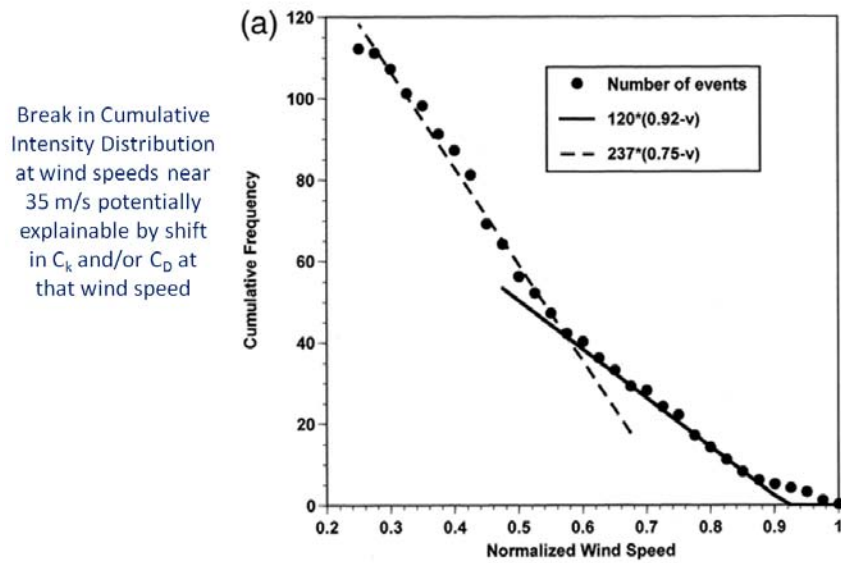 Break in Cumulative
Intensity Distribution
at wind speeds near
35 m/s potentially
explainable by shift
in Cₖ and/or C_D at
that wind speed
(a)
120
100
80
60
40
20
0
Cumulative Frequency
Number of events
120*(0.92-v)
237*(0.75-v)
0.2 0.3 0.4 0.5 0.6 0.7 0.8 0.9 1
Normalized Wind Speed